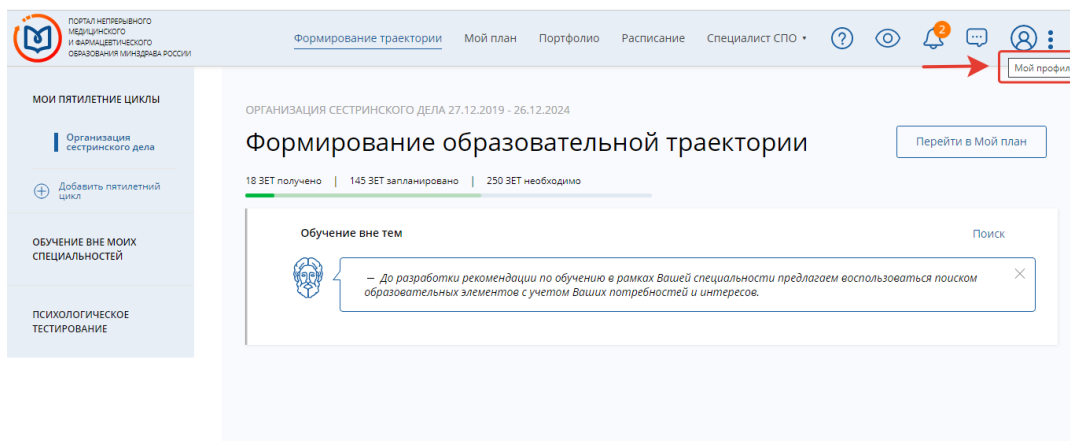 ПОРТАЛ НЕПРЕРЫВНОГО
МЕДИЦИНСКОГО
И ФАРМАЦЕВТИЧЕСКОГО
ОБРАЗОВАНИЯ МИНЗДРАВА РОССИИ
Формирование траектории Мой план Портфолио Расписание Специалист СПО
2
Мой профил
МОИ ПЯТИЛЕТНИЕ ЦИКЛЫ
Организация
сестринского дела
Добавить пятилетний
цикл
ОБУЧЕНИЕ ВНЕ МОИХ
СПЕЦИАЛЬНОСТЕЙ
ПСИХОЛОГИЧЕСКОЕ
ТЕСТИРОВАНИЕ
ОРГАНИЗАЦИЯ СЕСТРИНСКОГО ДЕЛА 27.12.2019 - 26.12.2024
Формирование образовательной траектории
Перейти в Мой план
18 ЗЕТ получено | 145 ЗЕТ запланировано | 250 ЗЕТ необходимо
Обучение вне тем
Поиск
— До разработки рекомендации по обучению в рамках Вашей специальности предлагаем воспользоваться поиском
образовательных элементов с учетом Ваших потребностей и интересов.